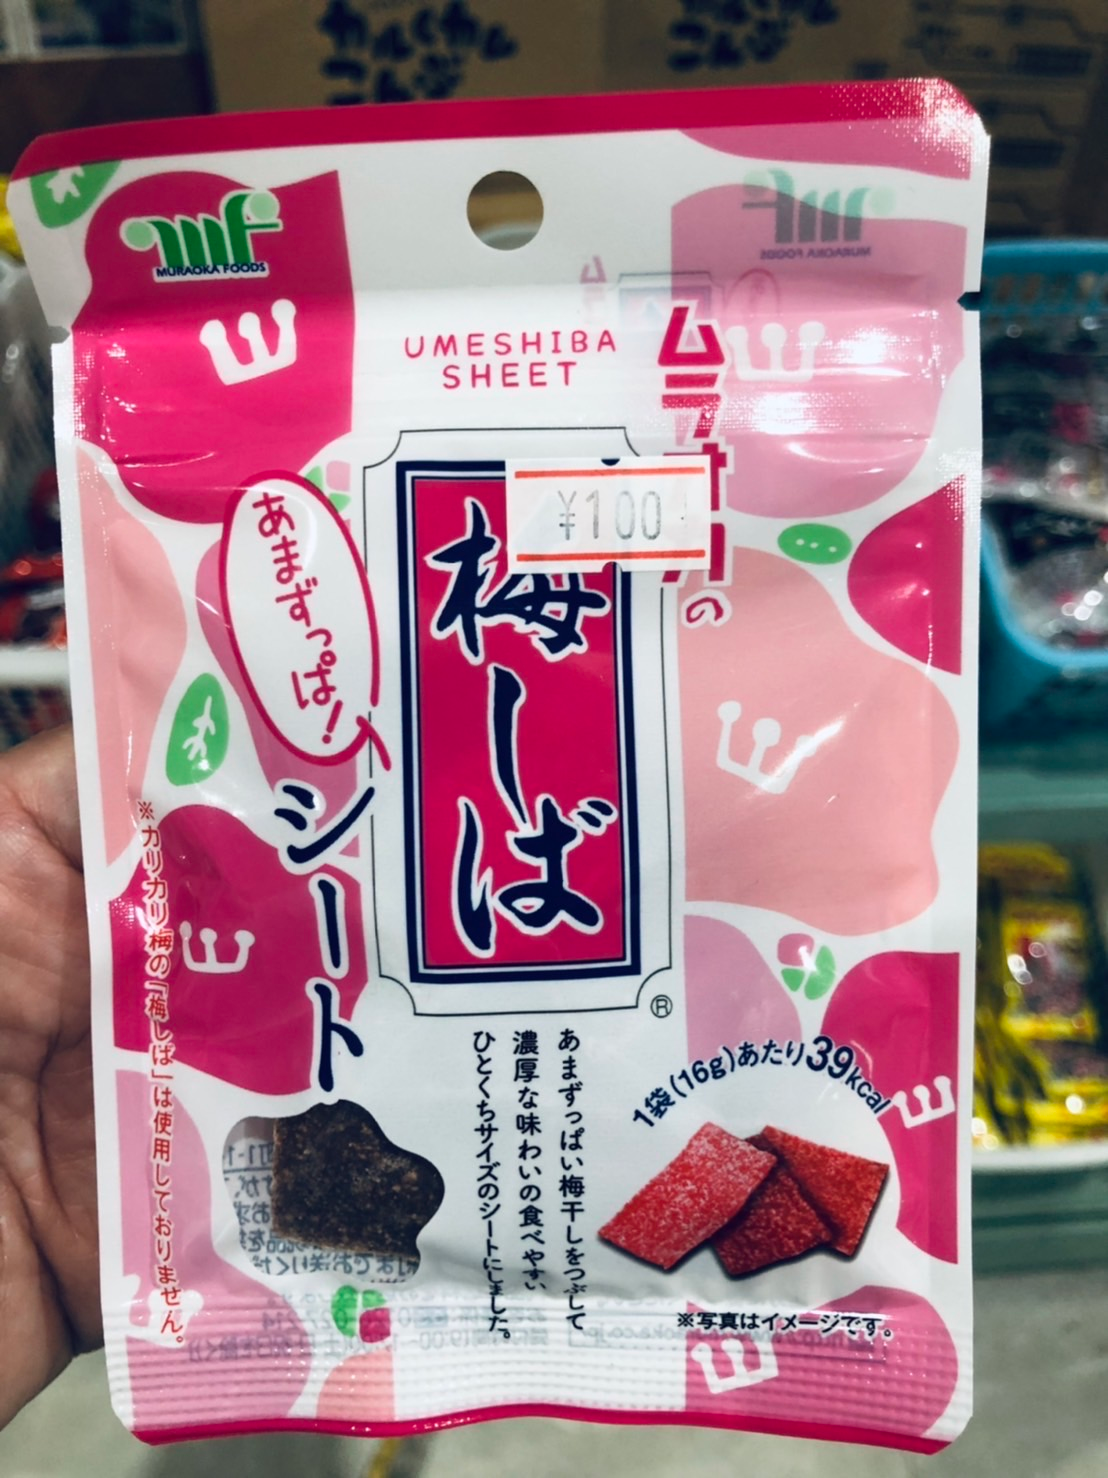 MURAOKA FOODS
UMESHIBA
SHEET
ムラオカの
¥100
梅しば
®
あまずっぱ!
シート
※カリカリ梅の「梅しば」は使用しておりません。
あまずっぱい梅干しをつぶして
濃厚な味わいの食べやすい
ひとくちサイズのシートにしました。
1袋(16g)あたり39kcal
※写真はイメージです。